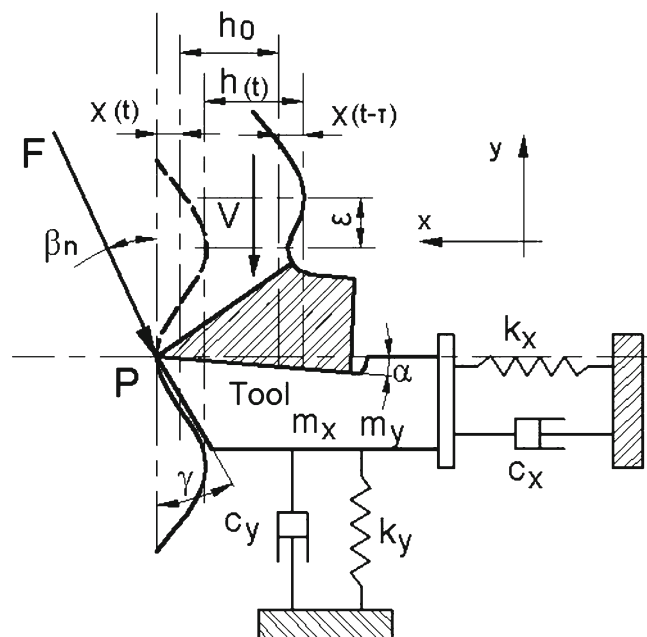 h0
h(t)
X(t)
X(t-τ)
F
V
ε
y
x
βn
kx
P
α
Tool
mx
my
cx
γ
cy
ky